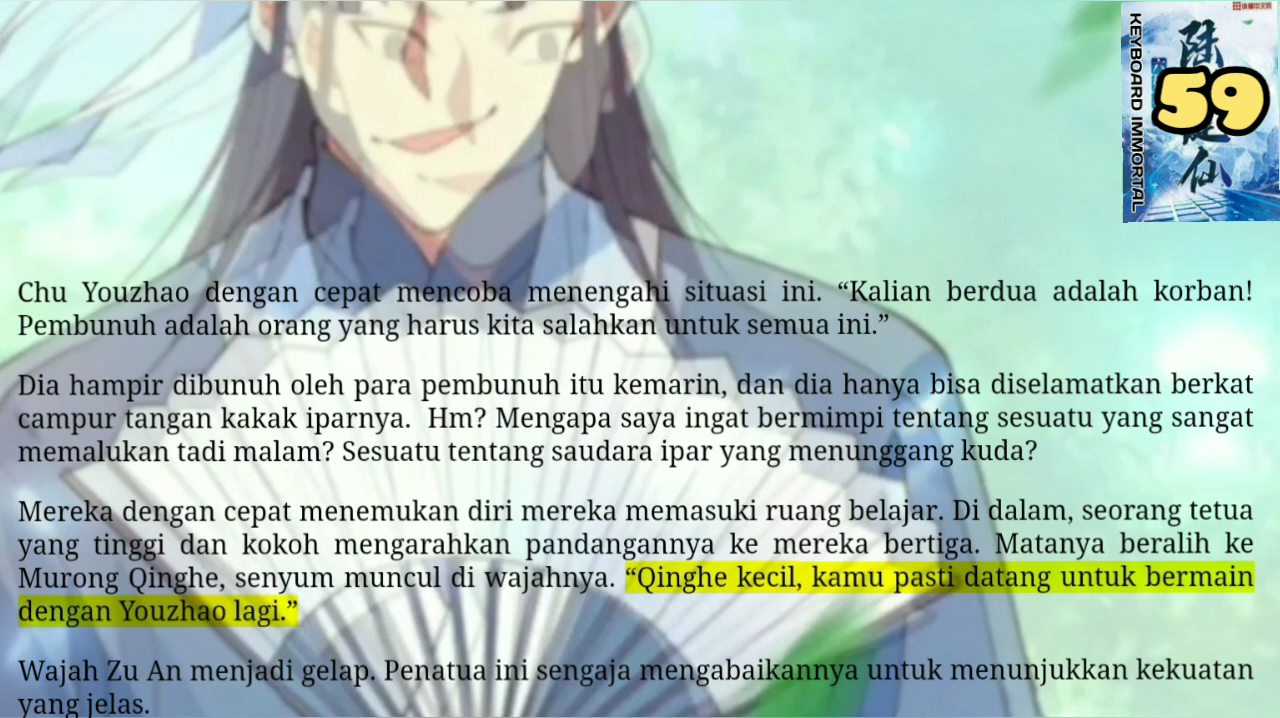 KEYBOARD IMMORTAL
59
Chu Youzhao dengan cepat mencoba menengahi situasi ini. “Kalian berdua adalah korban!
Pembunuh adalah orang yang harus kita salahkan untuk semua ini.”
Dia hampir dibunuh oleh para pembunuh itu kemarin, dan dia hanya bisa diselamatkan berkat
campur tangan kakak iparnya. Hm? Mengapa saya ingat bermimpi tentang sesuatu yang sangat
memalukan tadi malam? Sesuatu tentang saudara ipar yang menunggang kuda?
Mereka dengan cepat menemukan diri mereka memasuki ruang belajar. Di dalam, seorang tetua
yang tinggi dan kokoh mengarahkan pandangannya ke mereka bertiga. Matanya beralih ke
Murong Qinghe, senyum muncul di wajahnya. “Qinghe kecil, kamu pasti datang untuk bermain
dengan Youzhao lagi.”
Wajah Zu An menjadi gelap. Penatua ini sengaja mengabaikannya untuk menunjukkan kekuatan
yang jelas.